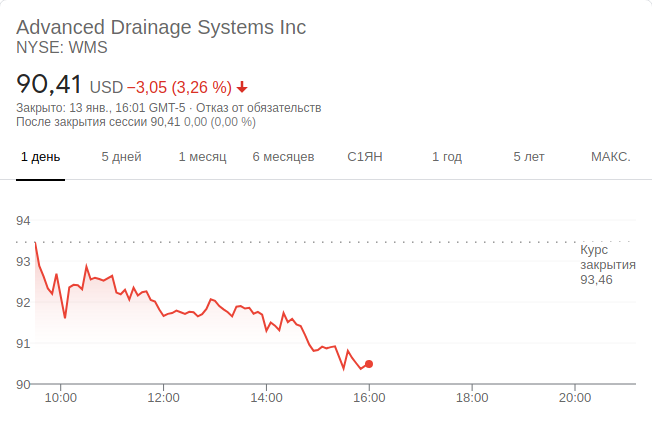 Advanced Drainage Systems Inc
NYSE: WMS
90,41 USD −3,05 (3,26 %)
Закрыто: 13 янв., 16:01 GMT-5 · Отказ от обязательств
После закрытия сессии 90,41 0,00 (0,00 %)
1 день 5 дней 1 месяц 6 месяцев С1ЯН 1 год 5 лет МАКС.
94
93
92
91
90
Курс
закрытия
93,46
10:00 12:00 14:00 16:00 18:00 20:00